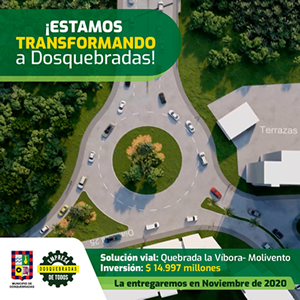 ¡ESTAMOS
TRANSFORMANDO
a Dosquebradas!
Terrazas
Solución vial: Quebrada la Víbora- Molivento
Inversión: $ 14.997 millones
La entregaremos en Noviembre de 2020
MUNICIPIO DE
DOSQUEBRADAS
EMPRESA
DOSQUEBRADAS
DE TODOS